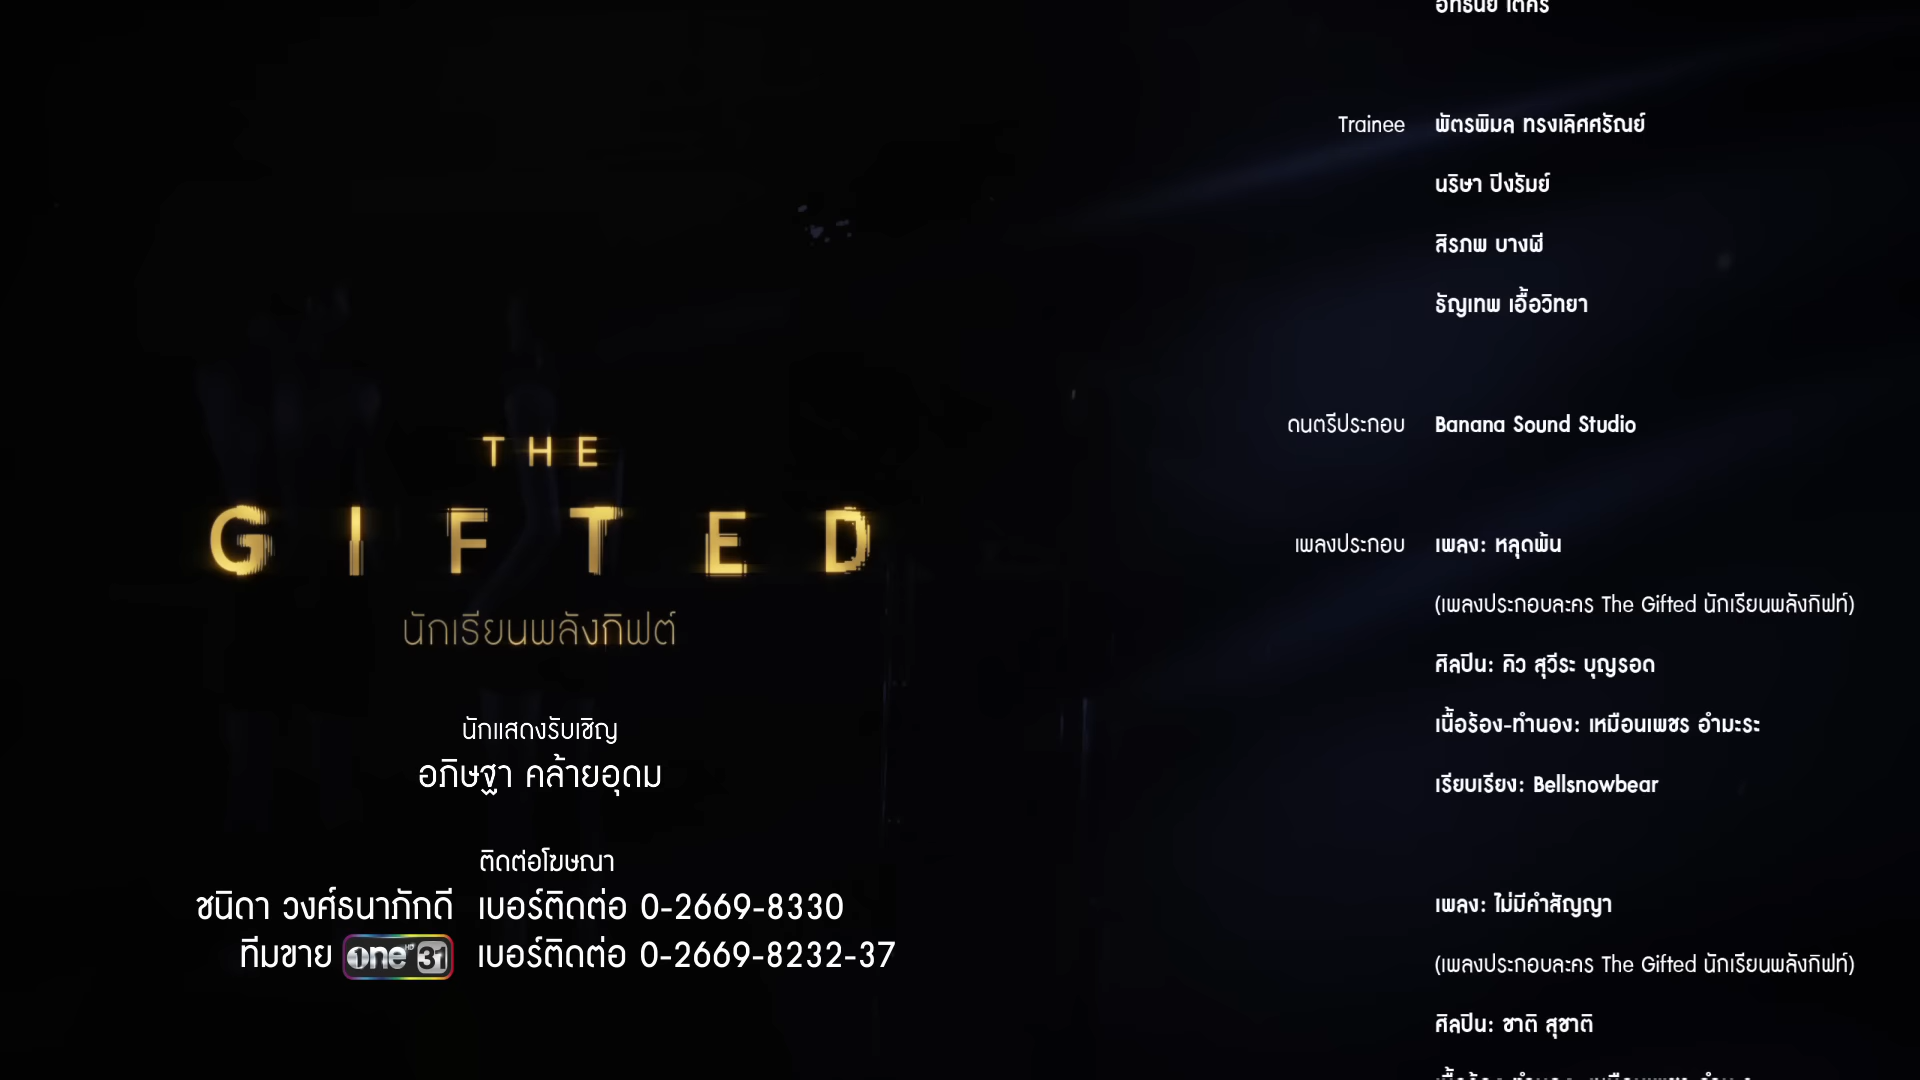 THE
GIFTED
นักเรียนพลังกิฟต์
นักแสดงรับเชิญ
อภิษฐา คล้ายอุดม
ติดต่อโฆษณา
ชนิดา วงศ์ธนาภักดี เบอร์ติดต่อ 0-2669-8330
ทีมขาย one HD 31 เบอร์ติดต่อ 0-2669-8232-37
Trainee พัตรพิมล ทรงเลิศศรัณย์
นริษา ปิงรัมย์
สิรภพ บางผี
ธัญเทพ เอื้อวิทยา
ดนตรีประกอบ Banana Sound Studio
เพลงประกอบ เพลง: หลุดพ้น
(เพลงประกอบละคร The Gifted นักเรียนพลังกิฟท์)
ศิลปิน: คิว สุวีระ บุญรอด
เนื้อร้อง-ทำนอง: เหมือนเพชร อำมะระ
เรียบเรียง: Bellsnowbear
เพลง: ไม่มีคำสัญญา
(เพลงประกอบละคร The Gifted นักเรียนพลังกิฟท์)
ศิลปิน: ชาติ สุชาติ